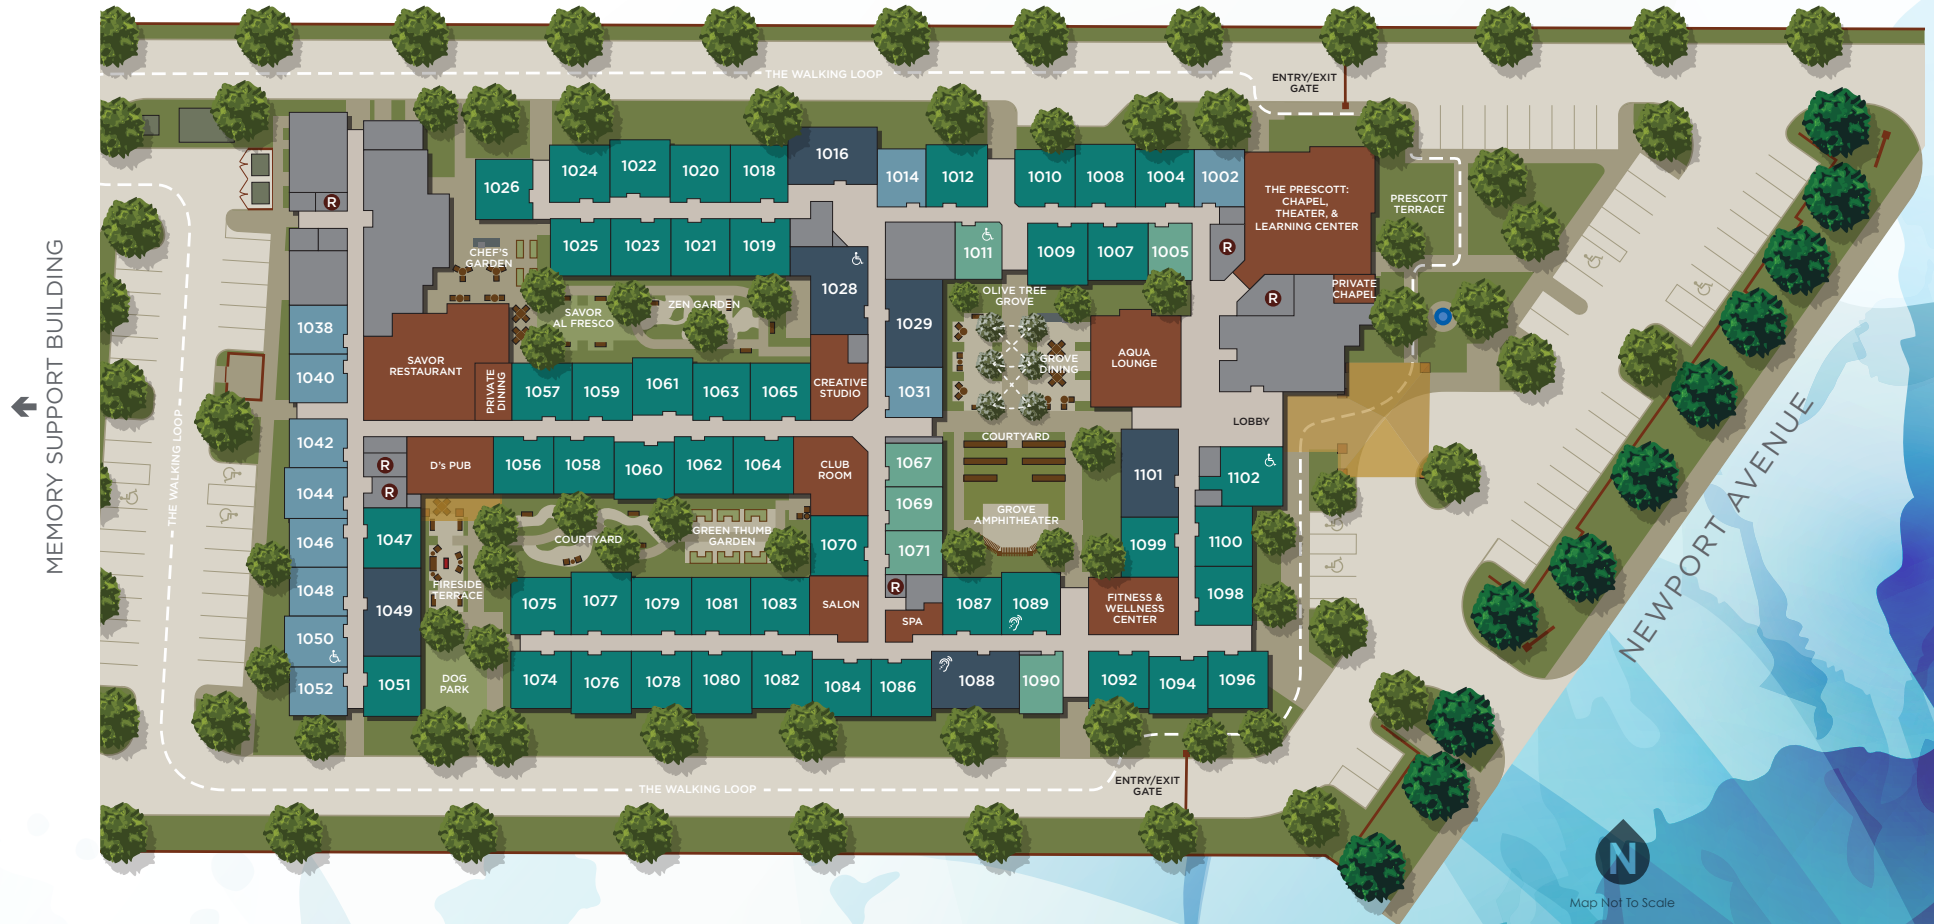 THE WALKING LOOP
ENTRY/EXIT
GATE
1024
1022
1020
1018
1016
1014
1012
1010
1008
1004
1002
1026
R
THE PRESCOTT:
CHAPEL,
THEATER, &
LEARNING CENTER
PRESCOTT
TERRACE
1025
1023
1021
1019
1011
1009
1007
1005
R
CHEF'S
GARDEN
1028
PRIVATE
CHAPEL
R
OLIVE TREE
GROVE
ZEN GARDEN
SAVOR
AL FRESCO
1038
1029
SAVOR
RESTAURANT
GROVE
DINING
AQUA
LOUNGE
1040
PRIVATE
DINING
1057
1059
1061
1063
1065
CREATIVE
STUDIO
1031
LOBBY
COURTYARD
1042
R
D's PUB
1056
1058
1060
1062
1064
CLUB
ROOM
1067
1101
1102
1044
R
1069
GROVE
AMPHITHEATER
1046
1047
COURTYARD
GREEN THUMB
GARDEN
1070
1071
1099
1100
1048
FIRESIDE
TERRACE
R
1049
1075
1077
1079
1081
1083
SALON
SPA
1087
1089
FITNESS &
WELLNESS
CENTER
1098
1050
1052
1051
DOG
PARK
1074
1076
1078
1080
1082
1084
1086
1088
1090
1092
1094
1096
THE WALKING LOOP
THE WALKING LOOP
ENTRY/EXIT
GATE
MEMORY SUPPORT BUILDING
NEWPORT AVENUE
N
Map Not To Scale